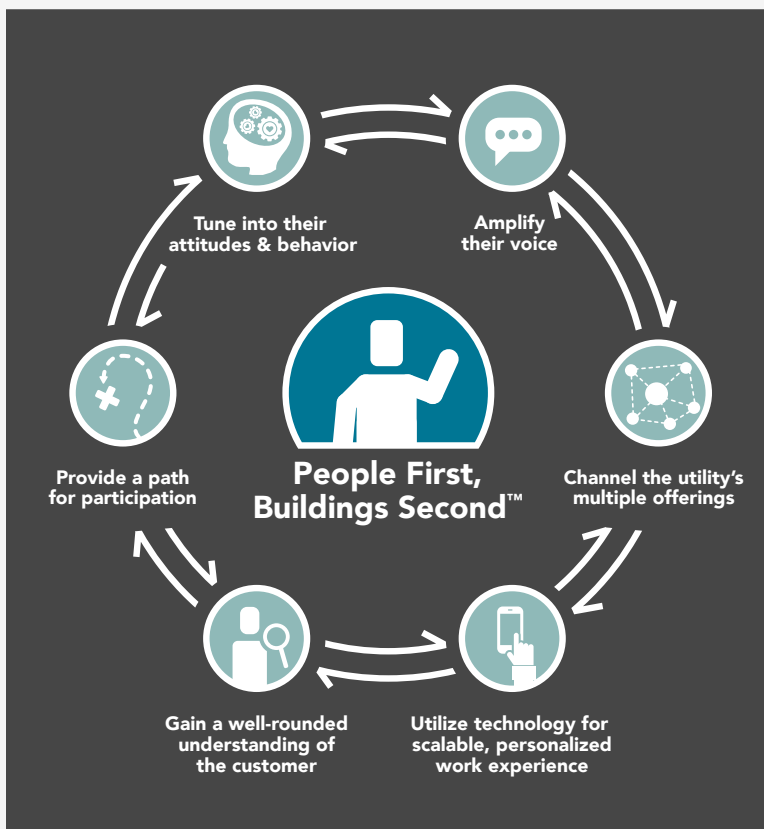 Tune into their
attitudes & behavior
Amplify
their voice
Provide a path
for participation
People First,
Buildings Second™
Channel the utility's
multiple offerings
Gain a well-rounded
understanding of
the customer
Utilize technology for
scalable, personalized
work experience